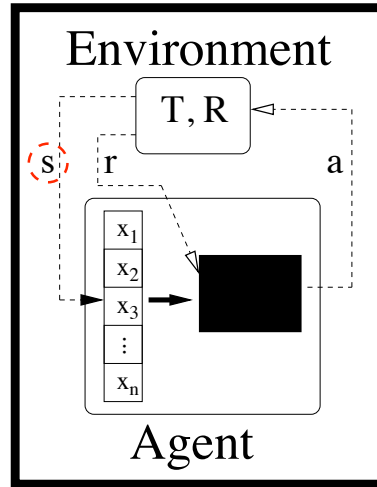 Environment
T, R
s
r
a
x1
x2
x3
⋮
xn
Agent